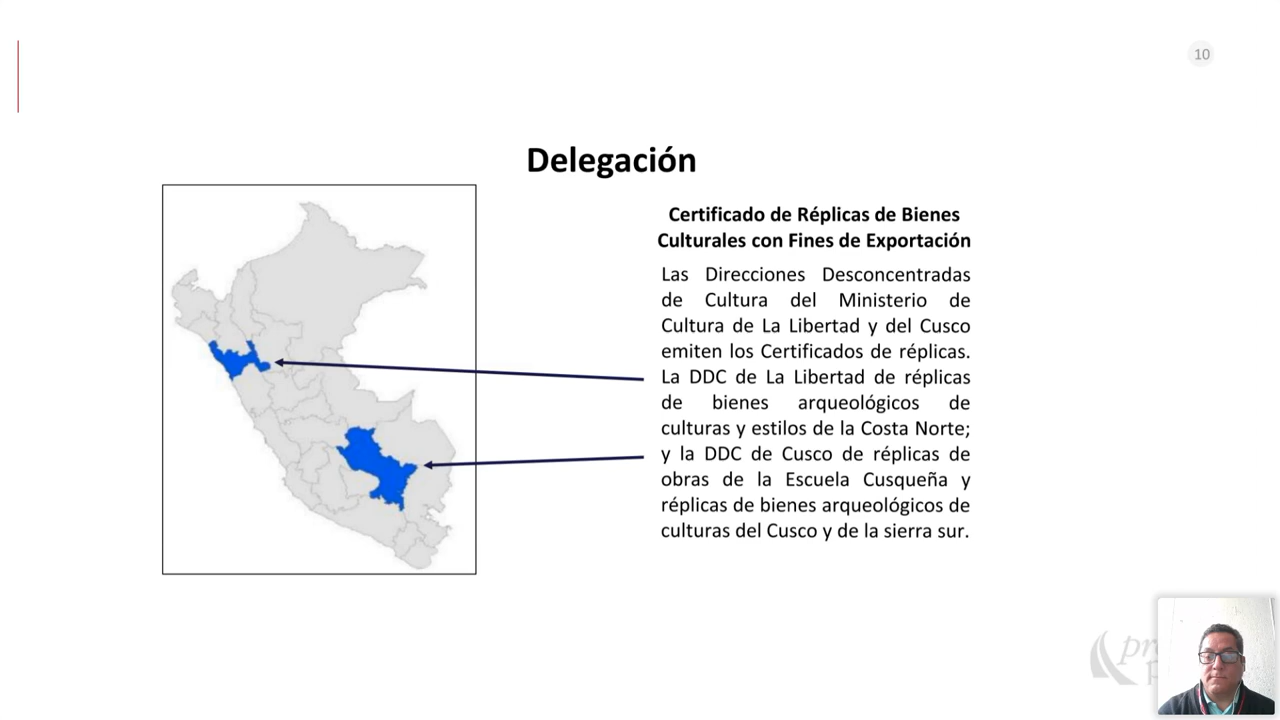 10
Delegación
Certificado de Réplicas de Bienes
Culturales con Fines de Exportación
Las Direcciones Desconcentradas
de Cultura del Ministerio de
Cultura de La Libertad y del Cusco
emiten los Certificados de réplicas.
La DDC de La Libertad de réplicas
de bienes arqueológicos de
culturas y estilos de la Costa Norte;
y la DDC de Cusco de réplicas de
obras de la Escuela Cusqueña y
réplicas de bienes arqueológicos de
culturas del Cusco y de la sierra sur.